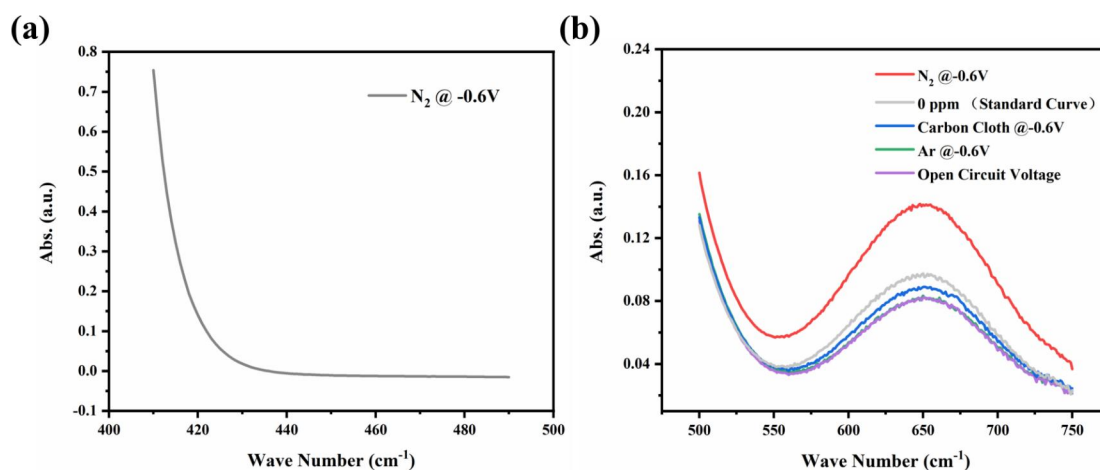 (a)
0.8
0.7
0.6
0.5
0.4
0.3
0.2
0.1
0.0
-0.1
400
420
440
460
480
500
Abs. (a.u.)
Wave Number (cm⁻¹)
N₂ @ -0.6V
(b)
0.24
0.20
0.16
0.12
0.08
0.04
500
550
600
650
700
750
Abs. (a.u.)
Wave Number (cm⁻¹)
N₂ @-0.6V
0 ppm （Standard Curve）
Carbon Cloth @-0.6V
Ar @-0.6V
Open Circuit Voltage